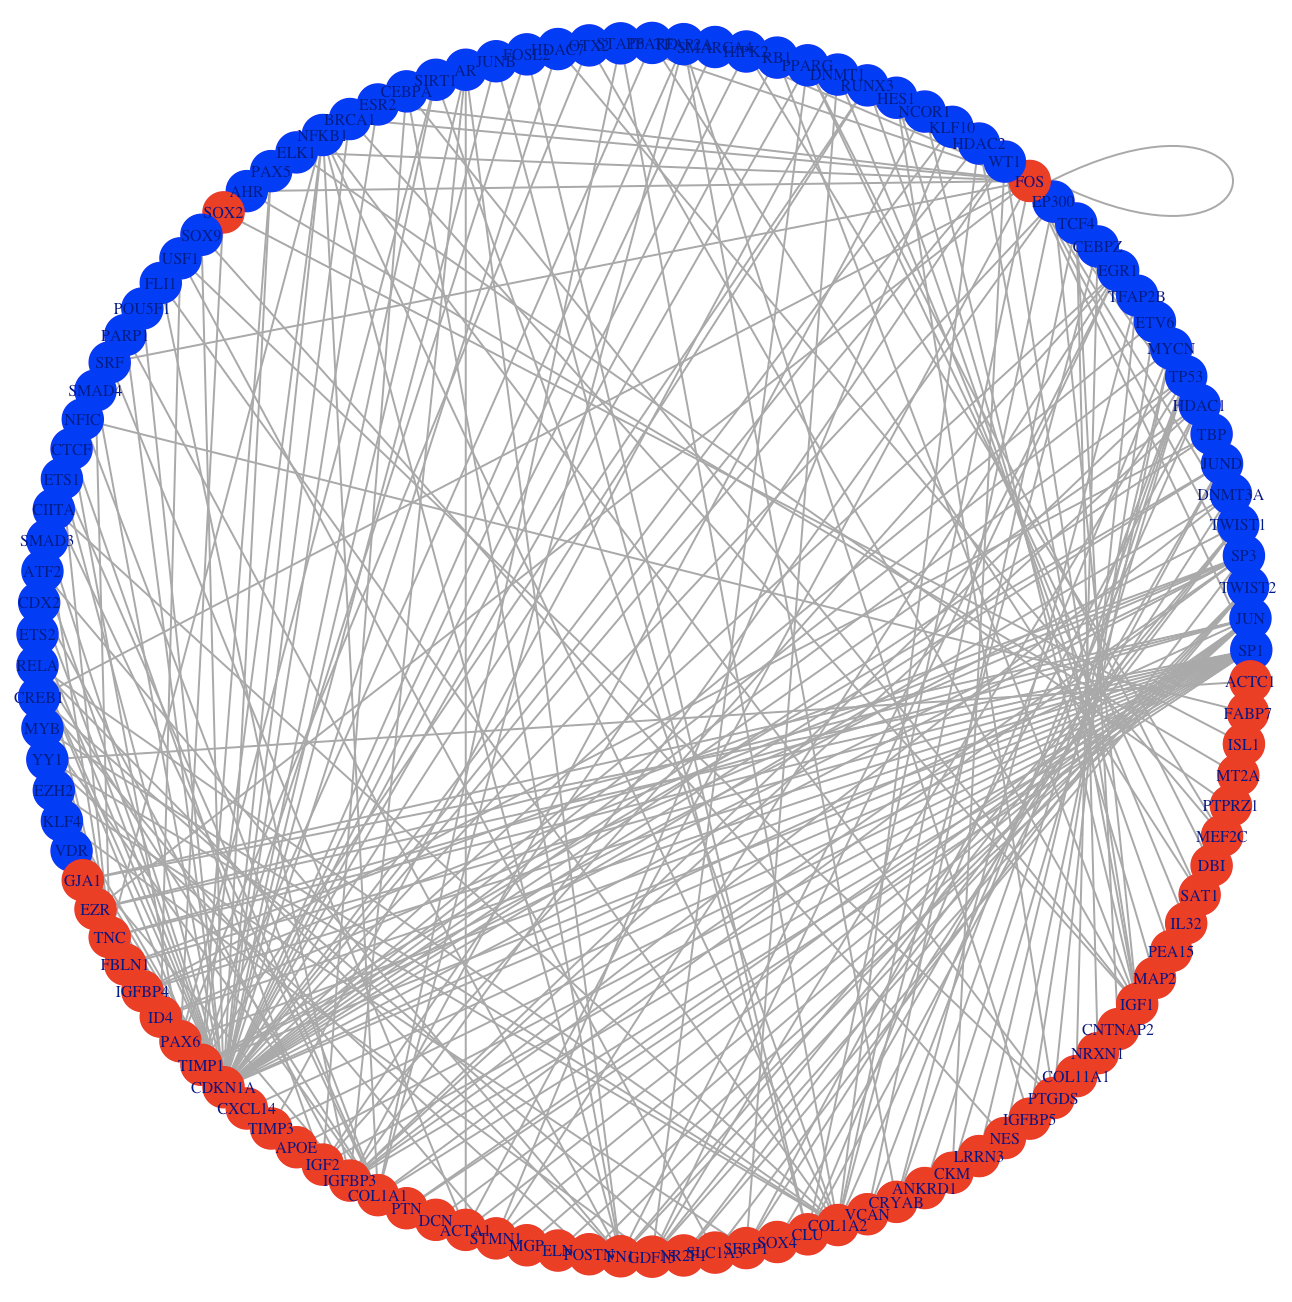 SP1
JUN
TWIST2
SP3
TWIST1
DNMT3A
JUND
TBP
HDAC1
TP53
MYCN
ETV6
TFAP2B
EGR1
CEBPZ
TCF4
EP300
FOS
WT1
HDAC2
KLF10
NCOR1
HES1
RUNX3
DNMT1
PPARG
RB1
HIPK2
SMARCA4
TFAP2A
OTX2
HDAC7
FOSL2
JUNB
AR
SIRT1
CEBPA
ESR2
BRCA1
NFKB1
ELK1
PAX5
AHR
SOX2
SOX9
USF1
FLI1
POU5F1
PARP1
SRF
SMAD4
NFIC
CTCF
ETS1
CIITA
SMAD3
ATF2
CDX2
ETS2
RELA
CREB1
MYB
YY1
EZH2
KLF4
VDR
GJA1
EZR
TNC
FBLN1
IGFBP4
ID4
PAX6
TIMP1
CDKN1A
CXCL14
TIMP3
APOE
IGF2
IGFBP3
COL1A1
PTN
DCN
ACTA1
STMN1
MGP
ELN
POSTN
FN1
GDF15
NR2F1
SLC1A3
SFRP1
SOX4
CLU
COL1A2
VCAN
CRYAB
ANKRD1
CKM
LRRN3
NES
IGFBP5
PTGDS
COL11A1
NRXN1
CNTNAP2
IGF1
MAP2
PEA15
IL32
SAT1
DBI
MEF2C
PTPRZ1
MT2A
ISL1
FABP7
ACTC1